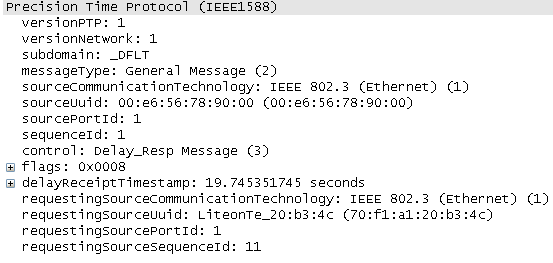 Precision Time Protocol (IEEE1588)
versionPTP: 1
versionNetwork: 1
subdomain: _DFLT
messageType: General Message (2)
sourceCommunicationTechnology: IEEE 802.3 (Ethernet) (1)
sourceUuid: 00:e6:56:78:90:00 (00:e6:56:78:90:00)
sourcePortId: 1
sequenceId: 1
control: Delay_Resp Message (3)
flags: 0x0008
delayReceiptTimestamp: 19.745351745 seconds
requestingSourceCommunicationTechnology: IEEE 802.3 (Ethernet) (1)
requestingSourceUuid: LiteonTe_20:b3:4c (70:f1:a1:20:b3:4c)
requestingSourcePortId: 1
requestingSourceSequenceId: 11